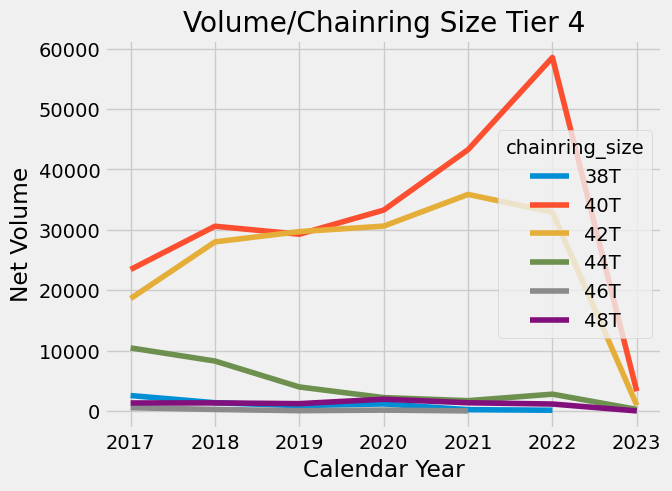 Volume/Chainring Size Tier 4
60000
50000
40000
30000
20000
10000
0
Net Volume
chainring_size
38T
40T
42T
44T
46T
48T
2017 2018 2019 2020 2021 2022 2023
Calendar Year